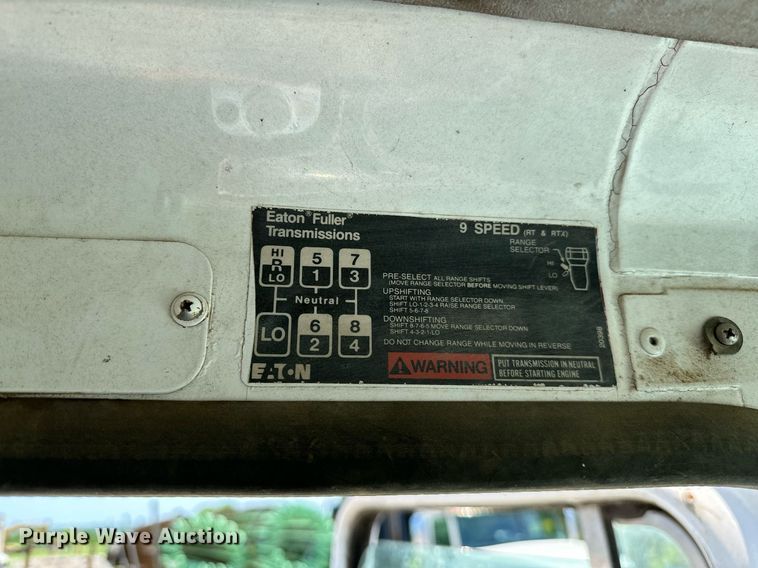 Eaton® Fuller®
Transmissions
9 SPEED (RT & RTX)
RANGE
SELECTOR
HI
LO
HI
R
LO
5
1
7
3
Neutral
LO
6
2
8
4
PRE-SELECT ALL RANGE SHIFTS
(MOVE RANGE SELECTOR BEFORE MOVING SHIFT LEVER)
UPSHIFTING
START WITH RANGE SELECTOR DOWN
SHIFT LO-1-2-3-4 RAISE RANGE SELECTOR
SHIFT 5-6-7-8
DOWNSHIFTING
SHIFT 8-7-6-5 MOVE RANGE SELECTOR DOWN
SHIFT 4-3-2-1-LO
DO NOT CHANGE RANGE WHILE MOVING IN REVERSE
EATON
WARNING
PUT TRANSMISSION IN NEUTRAL
BEFORE STARTING ENGINE
Purple Wave Auction